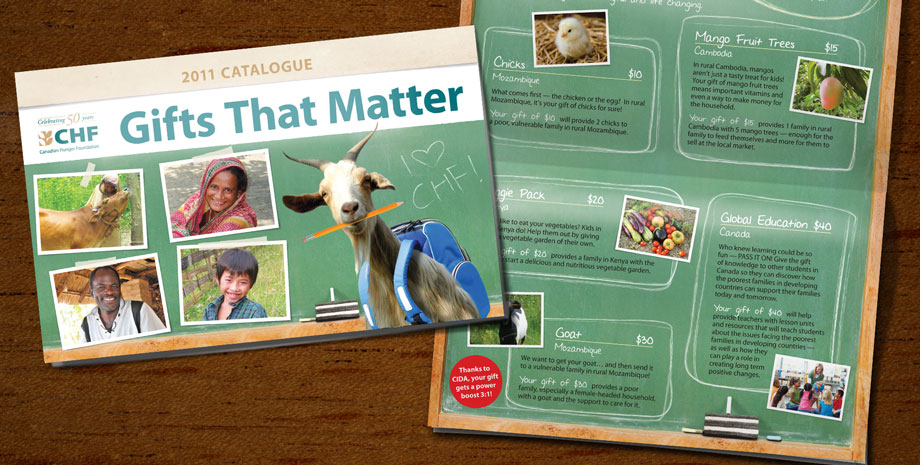 2011 CATALOGUE
Celebrating 50 years
CHF
Canadian Hunger Foundation
Gifts That Matter
I ♡
CHF!
and life changing
Chicks $10
Mozambique
What comes first — the chicken or the egg? In rural
Mozambique, it's your gift of chicks for sure!
Your gift of $10 will provide 2 chicks to
a poor, vulnerable family in rural Mozambique.
Mango Fruit Trees $15
Cambodia
In rural Cambodia, mangos
aren't just a tasty treat for kids!
Your gift of mango fruit trees
means important vitamins and
even a way to make money for
the household.
Your gift of $15 provides 1 family in rural
Cambodia with 5 mango trees — enough for the
family to feed themselves and more for them to
sell at the local market.
Pack $20
like to eat your vegetables! Kids in
do! Help them out by giving
vegetable garden of their own.
gift of $20 provides a family in Kenya with the
start a delicious and nutritious vegetable garden.
Global Education $40
Canada
Who knew learning could be so
fun — PASS IT ON! Give the gift
of knowledge to other students in
Canada so they can discover how
the poorest families in developing
countries can support their families
today and tomorrow.
Your gift of $40 will help
provide teachers with lesson units
and resources that will teach students
about the issues facing the poorest
families in developing countries —
as well as how they
can play a role in
creating long term
positive changes.
Goat $30
Mozambique
We want to get your goat… and then send it
to a vulnerable family in rural Mozambique!
Your gift of $30 provides a poor
family, especially a female-headed household,
with a goat and the support to care for it.
Thanks to
CIDA, your gift
gets a power
boost 3:1!